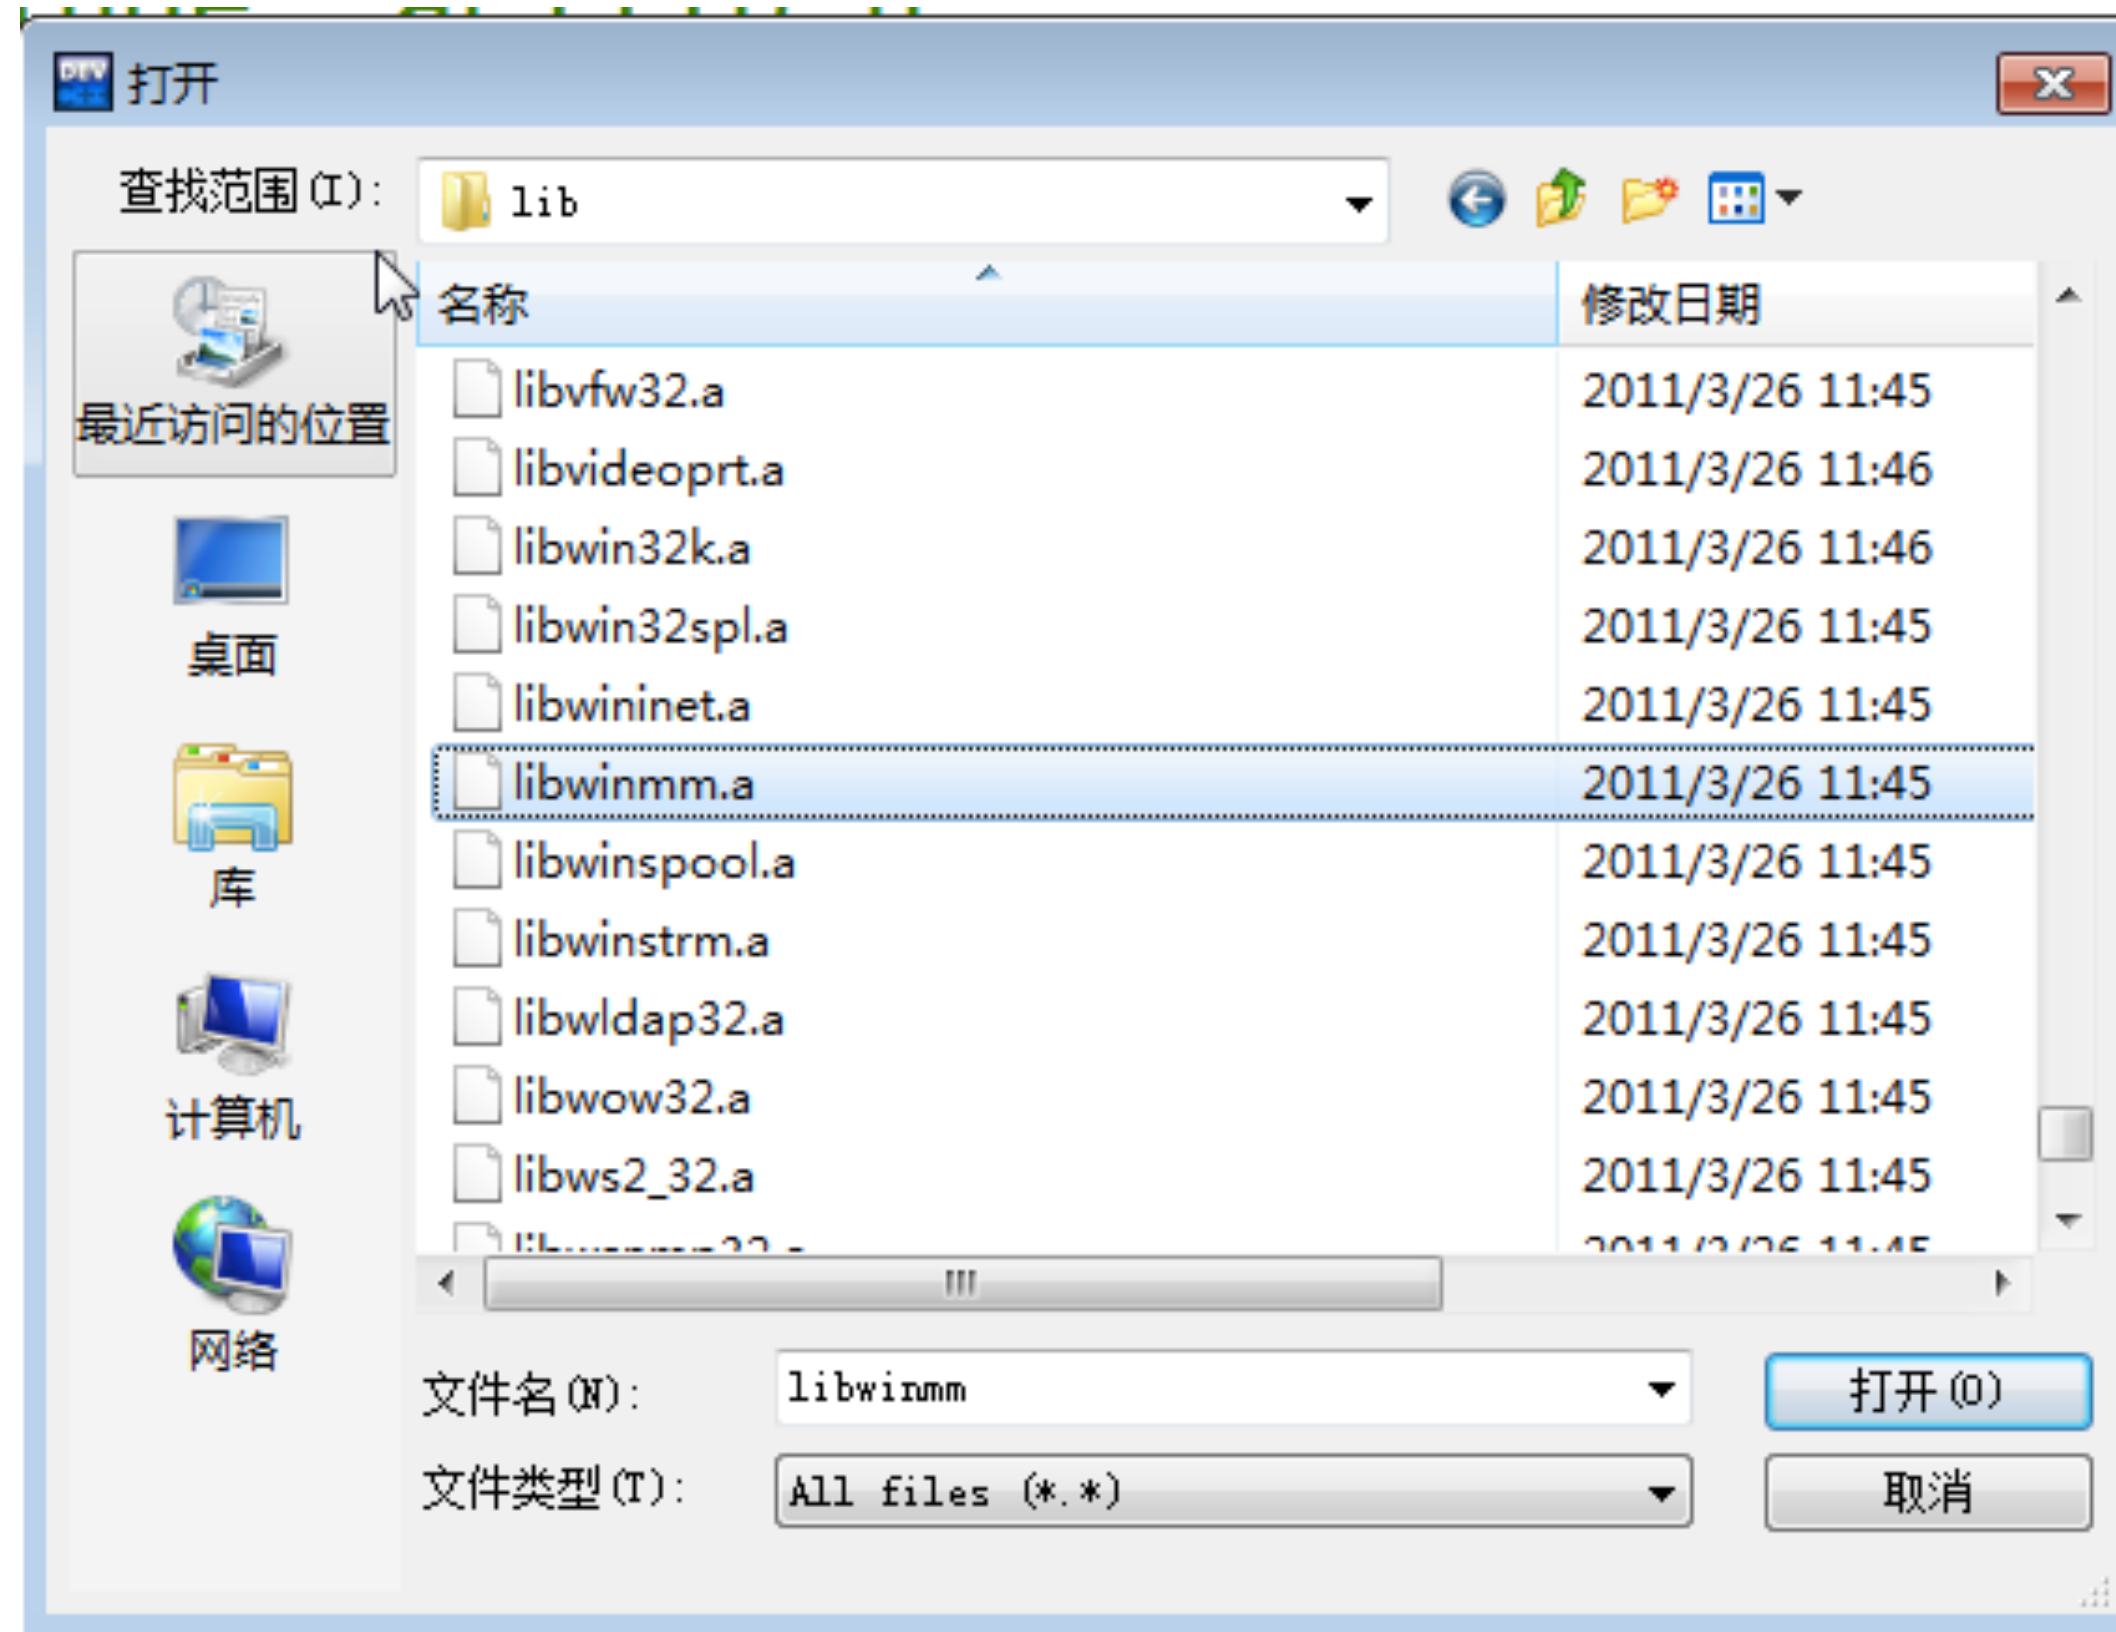 DEV
C++
打开
查找范围(I):
lib
名称
修改日期
最近访问的位置
桌面
库
计算机
网络
libvfw32.a 2011/3/26 11:45
libvideoprt.a 2011/3/26 11:46
libwin32k.a 2011/3/26 11:46
libwin32spl.a 2011/3/26 11:45
libwininet.a 2011/3/26 11:45
libwinmm.a 2011/3/26 11:45
libwinspool.a 2011/3/26 11:45
libwinstrm.a 2011/3/26 11:45
libwldap32.a 2011/3/26 11:45
libwow32.a 2011/3/26 11:45
libws2_32.a 2011/3/26 11:45
文件名(N):
libwinmm
打开(O)
文件类型(T):
All files (*.*)
取消